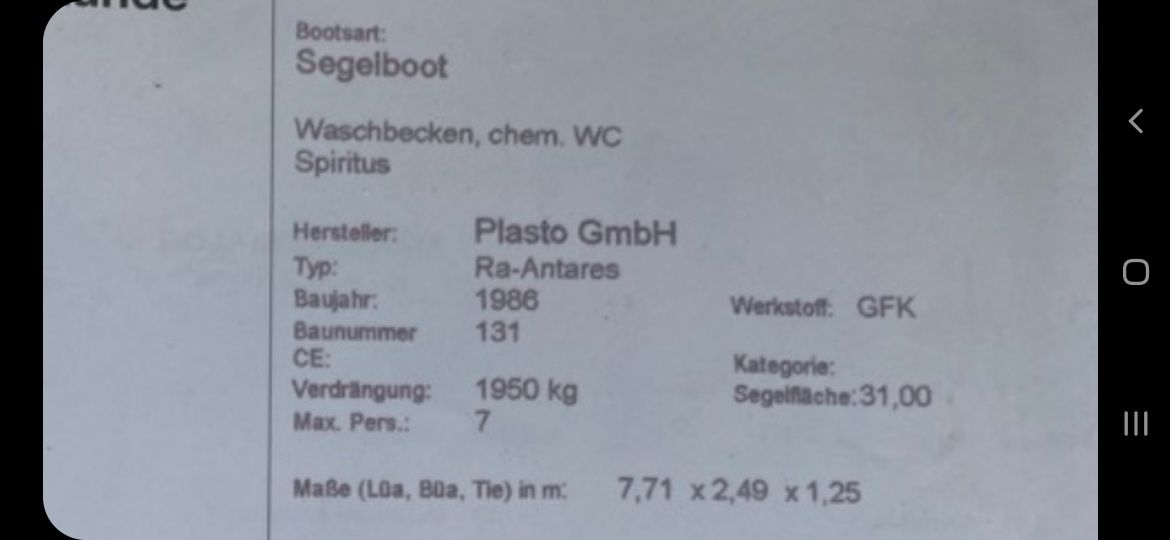 Bootsart:
Segelboot
Waschbecken, chem. WC
Spiritus
Hersteller: Plasto GmbH
Typ: Ra-Antares
Baujahr: 1986 Werkstoff: GFK
Baunummer 131
CE: Kategorie:
Verdrängung: 1950 kg Segelfläche: 31,00
Max. Pers.: 7
Maße (Lüa, Büa, Tie) in m: 7,71 x 2,49 x 1,25